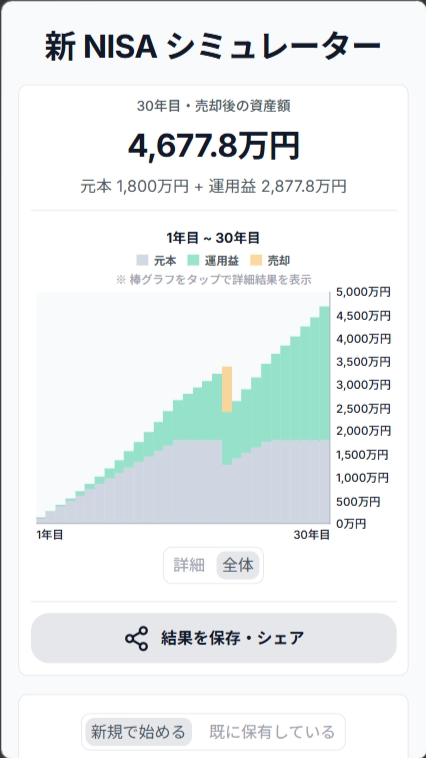 新 NISA シミュレーター
30年目・売却後の資産額
4,677.8万円
元本 1,800万円 + 運用益 2,877.8万円
1年目 ~ 30年目
元本 運用益 売却
※ 棒グラフをタップで詳細結果を表示
5,000万円
4,500万円
4,000万円
3,500万円
3,000万円
2,500万円
2,000万円
1,500万円
1,000万円
500万円
0万円
1年目 30年目
詳細 全体
結果を保存・シェア
新規で始める 既に保有している